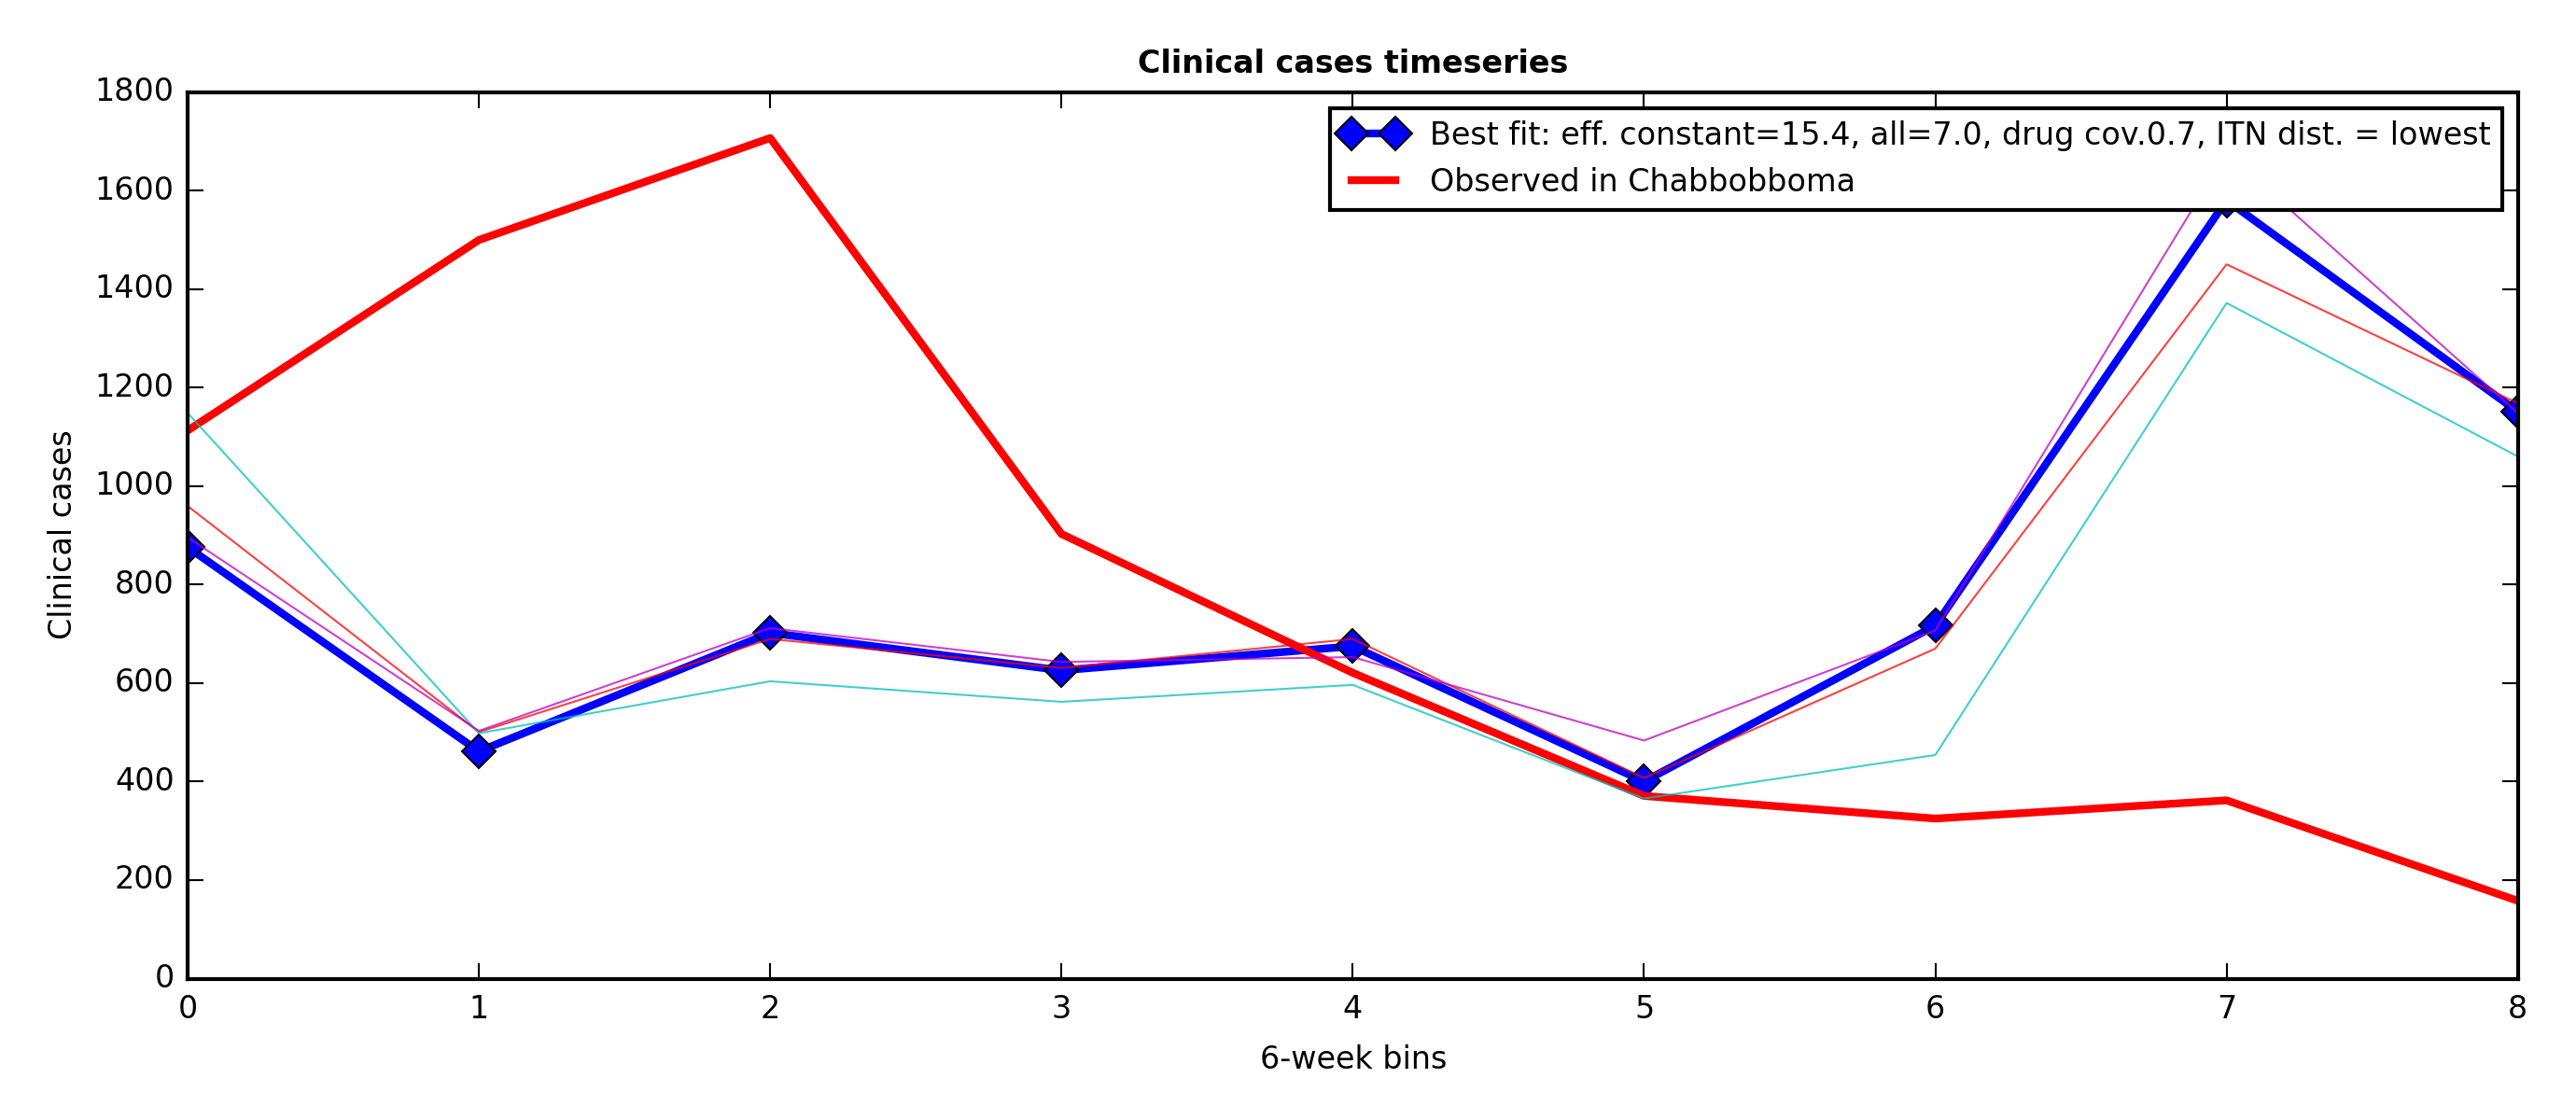 Clinical cases timeseries
Best fit: eff. constant=15.4, all=7.0, drug cov.0.7, ITN dist. = lowest
Observed in Chabbobboma
Clinical cases
1800
1600
1400
1200
1000
800
600
400
200
0
0 1 2 3 4 5 6 7 8
6-week bins